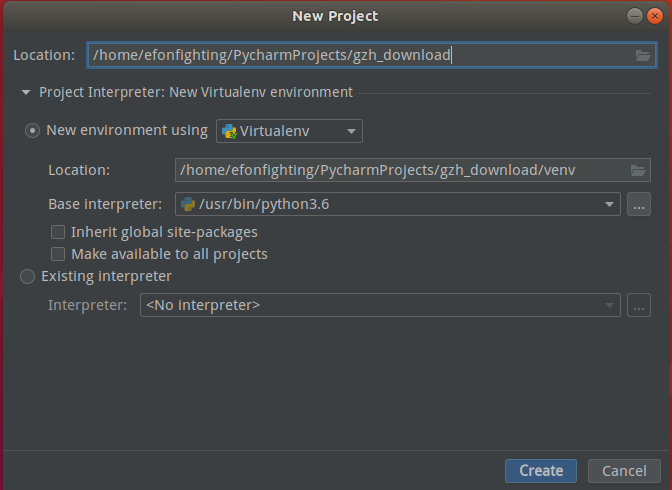 New Project
Location: /home/efonfighting/PycharmProjects/gzh_download
Project Interpreter: New Virtualenv environment
New environment using Virtualenv
Location: /home/efonfighting/PycharmProjects/gzh_download/venv
Base interpreter: /usr/bin/python3.6 ...
Inherit global site-packages
Make available to all projects
Existing interpreter
Interpreter: <No interpreter> ...
Create Cancel